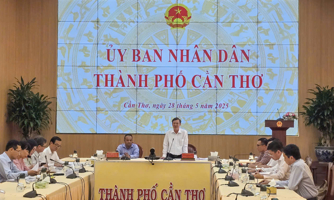 ỦY BAN NHÂN DÂN
THÀNH PHỐ CẦN THƠ
Cần Thơ, ngày 28 tháng 5 năm 2025
THÀNH PHỐ CẦN THƠ